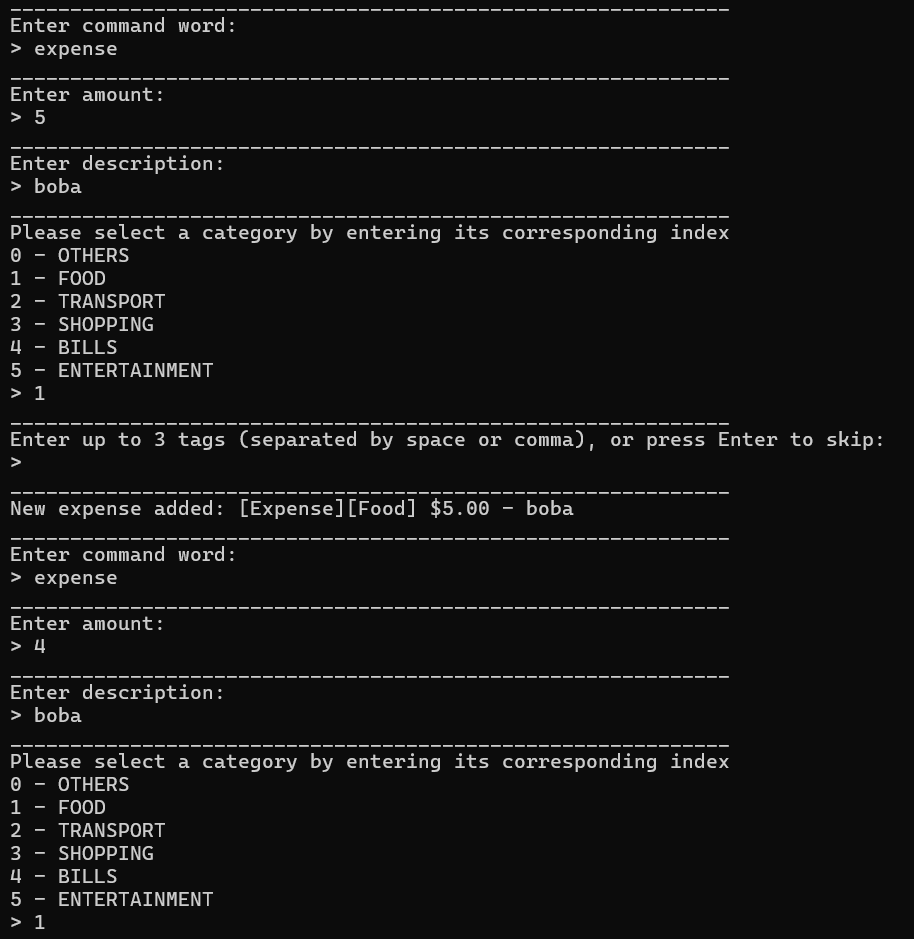 ____________________________________________________________
Enter command word:
> expense
____________________________________________________________
Enter amount:
> 5
____________________________________________________________
Enter description:
> boba
____________________________________________________________
Please select a category by entering its corresponding index
0 - OTHERS
1 - FOOD
2 - TRANSPORT
3 - SHOPPING
4 - BILLS
5 - ENTERTAINMENT
> 1
____________________________________________________________
Enter up to 3 tags (separated by space or comma), or press Enter to skip:
>
____________________________________________________________
New expense added: [Expense][Food] $5.00 - boba
____________________________________________________________
Enter command word:
> expense
____________________________________________________________
Enter amount:
> 4
____________________________________________________________
Enter description:
> boba
____________________________________________________________
Please select a category by entering its corresponding index
0 - OTHERS
1 - FOOD
2 - TRANSPORT
3 - SHOPPING
4 - BILLS
5 - ENTERTAINMENT
> 1